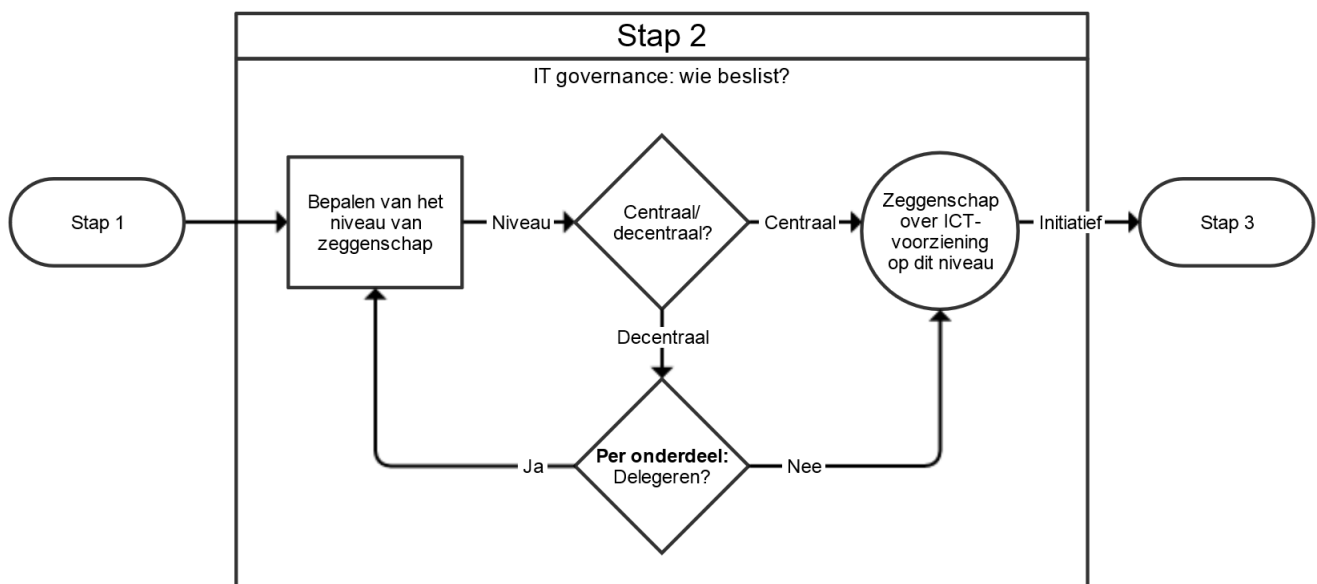 Stap 2
IT governance: wie beslist?
Stap 1
Bepalen van het
niveau van
zeggenschap
Niveau
Centraal/
decentraal?
Centraal
Zeggenschap
over ICT-
voorziening
op dit niveau
Initiatief
Stap 3
Decentraal
Ja
Per onderdeel:
Delegeren?
Nee